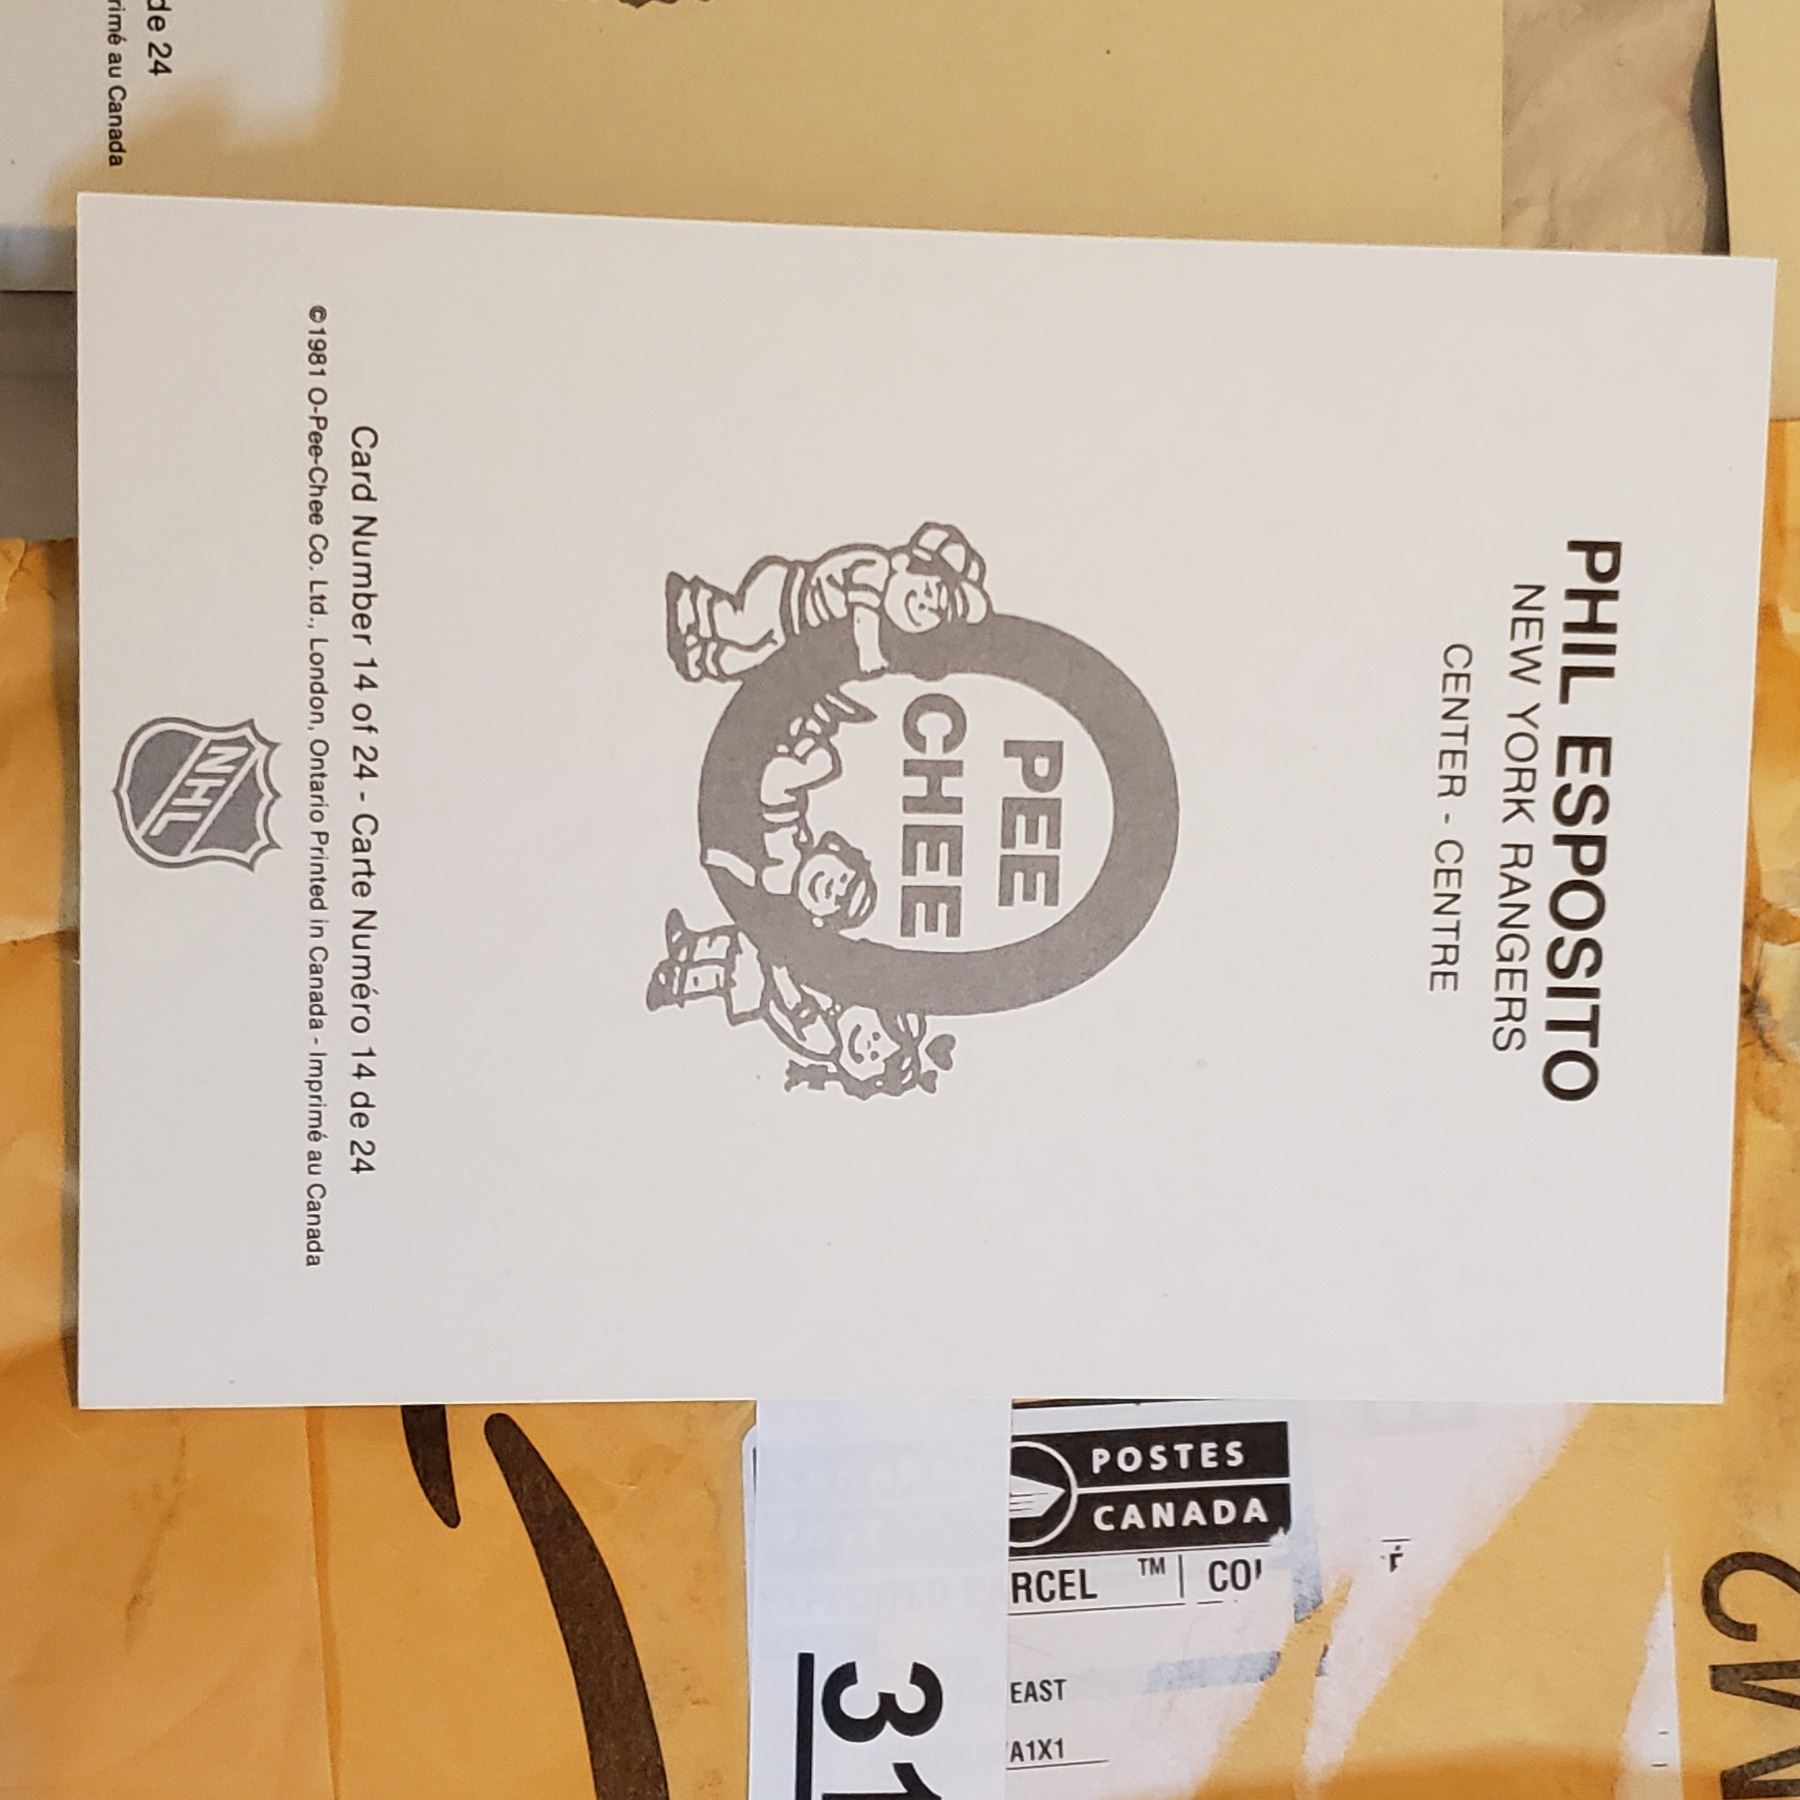 PHIL ESPOSITO
NEW YORK RANGERS
CENTER - CENTRE
PEE
CHEE
Card Number 14 of 24 - Carte Numéro 14 de 24
©1981 O-Pee-Chee Co. Ltd., London, Ontario Printed in Canada - Imprimé au Canada
NHL
de 24
rimé au Canada
POSTES
CANADA
RCEL ™ | CO
EAST
A1X1
31